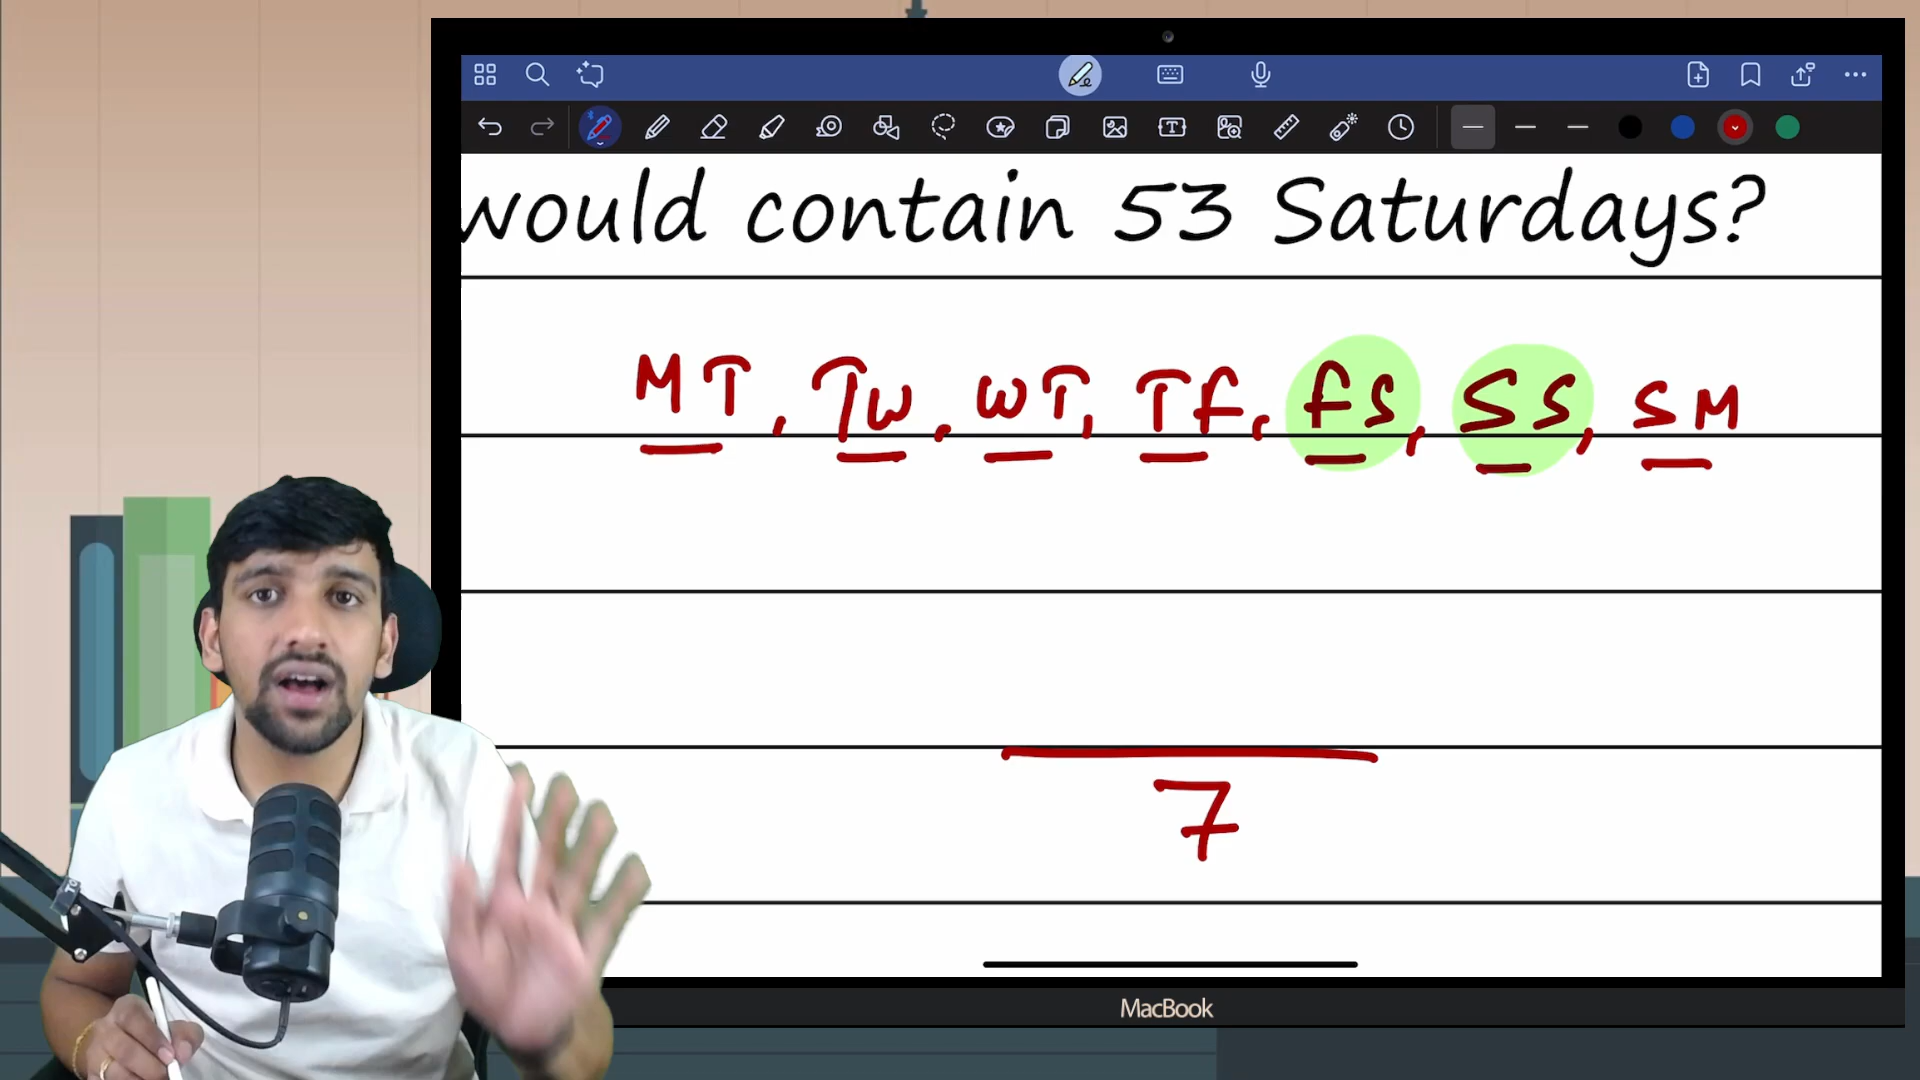 would contain 53 Saturdays?
MT, TW, WT, Tf, fS, SS, SM
7
MacBook